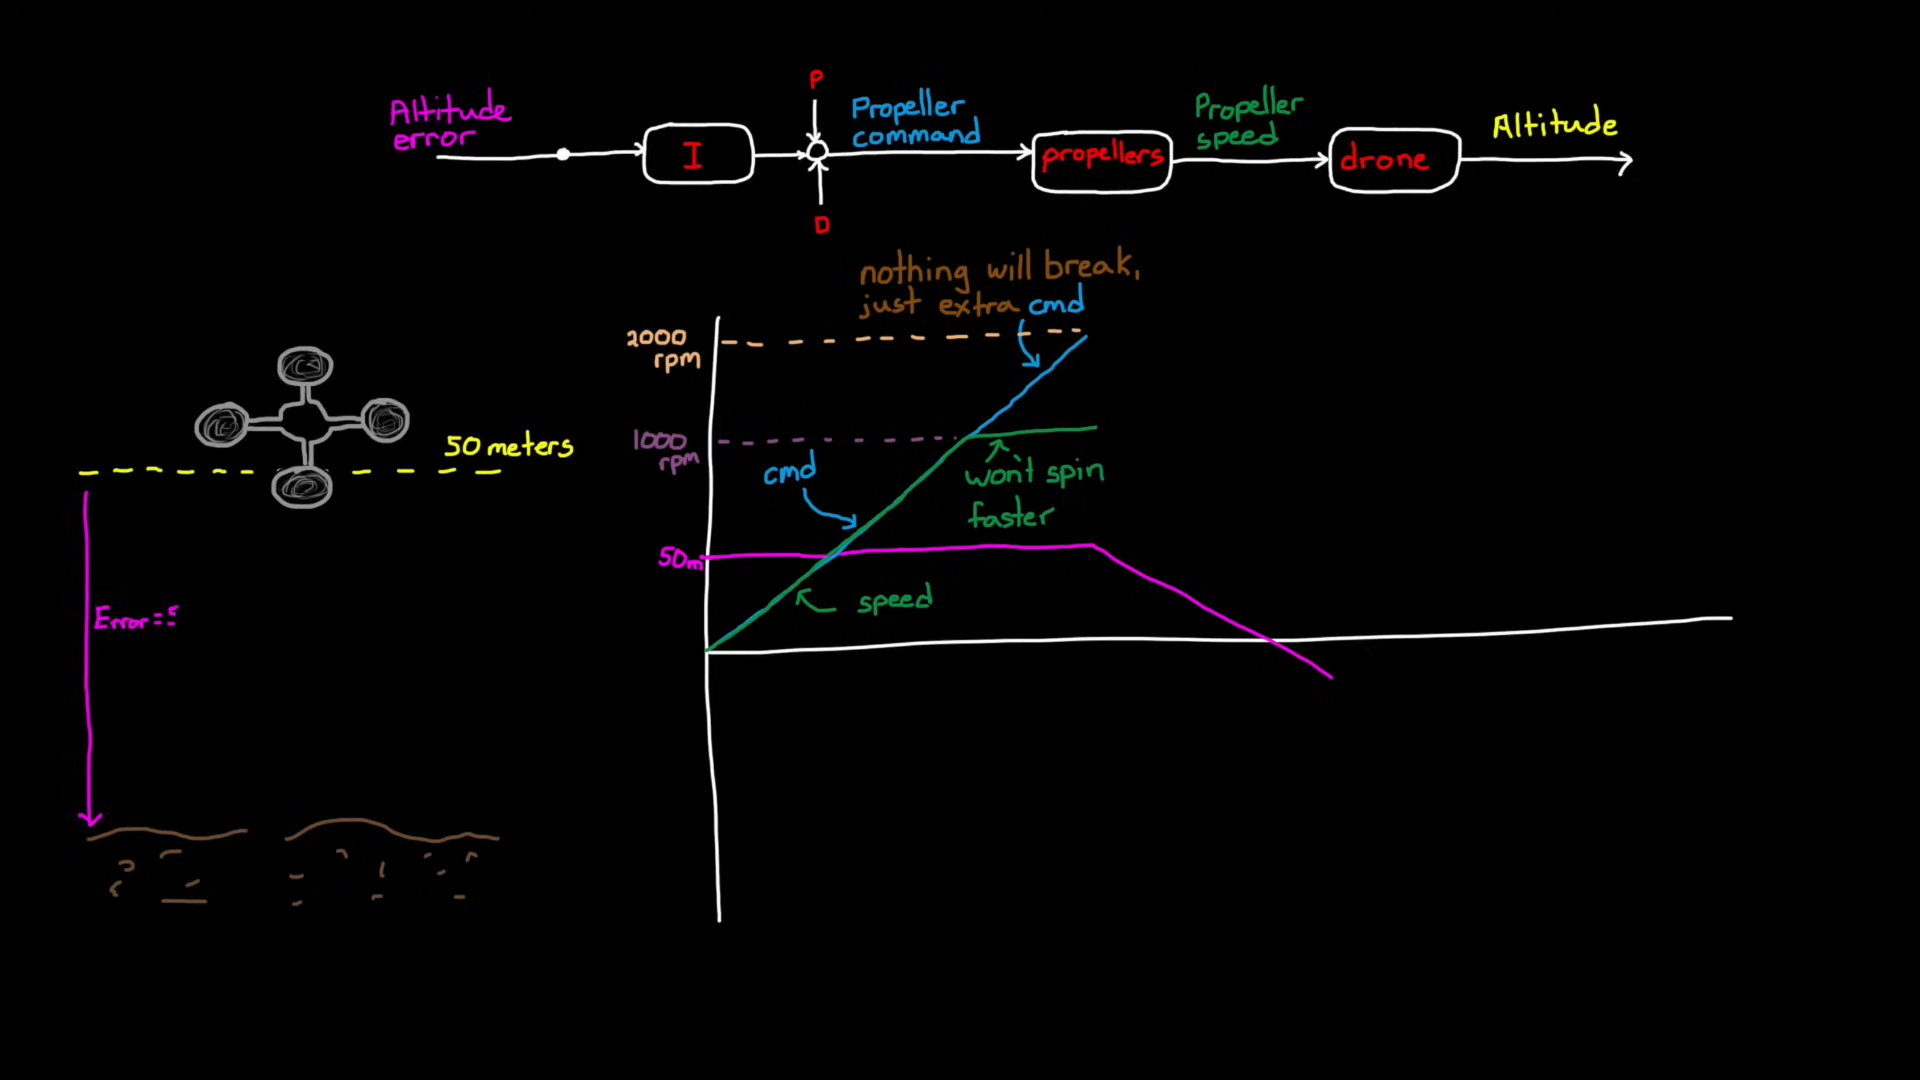 P
Altitude
error
I
Propeller
command
propellers
Propeller
speed
drone
Altitude
D
nothing will break,
just extra cmd
2000
rpm
1000
rpm
cmd
won't spin
faster
50m
speed
50 meters
Error=